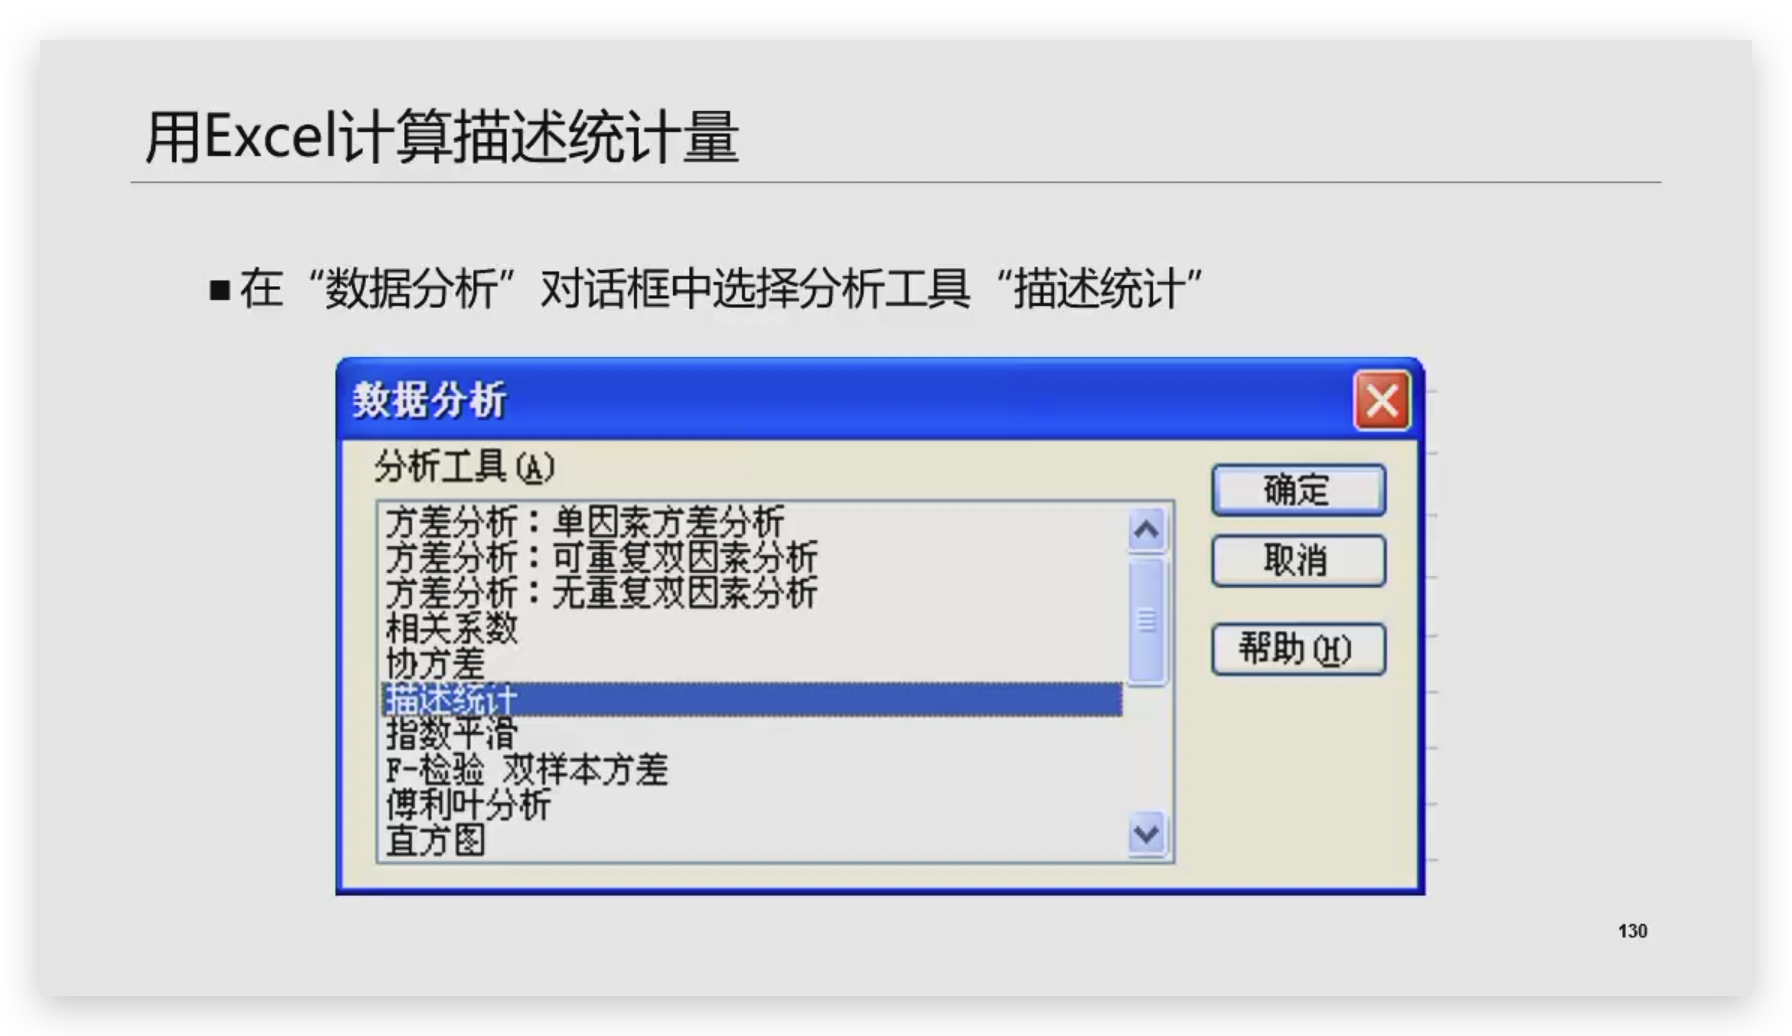 用Excel计算描述统计量
■在“数据分析”对话框中选择分析工具“描述统计”
数据分析
分析工具(A)
方差分析：单因素方差分析
方差分析：可重复双因素分析
方差分析：无重复双因素分析
相关系数
协方差
描述统计
指数平滑
F-检验 双样本方差
傅利叶分析
直方图
确定
取消
帮助(H)
130